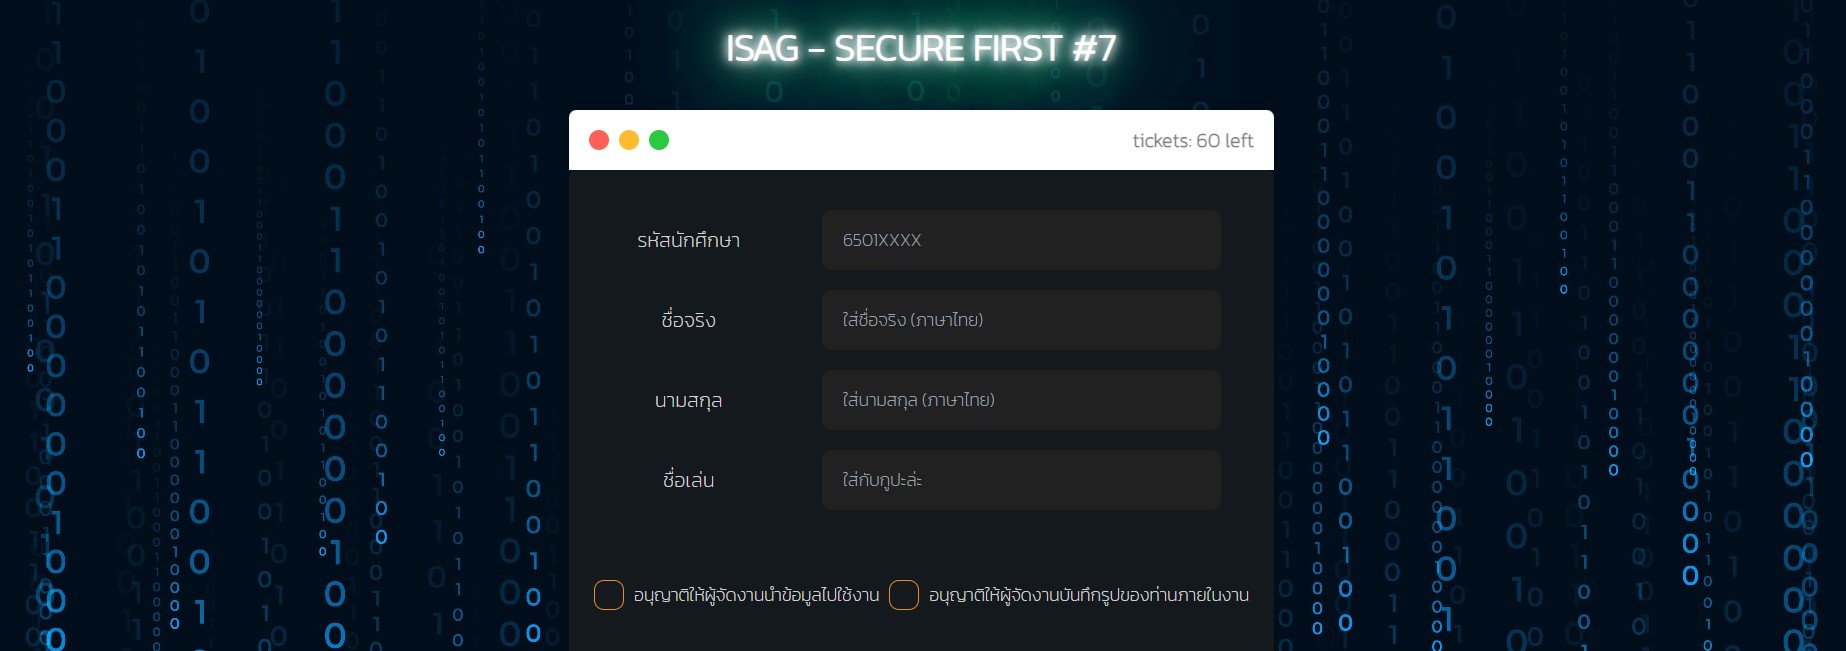 ISAG – SECURE FIRST #7
tickets: 60 left
รหัสนักศึกษา
6501XXXX
ชื่อจริง
ใส่ชื่อจริง (ภาษาไทย)
นามสกุล
ใส่นามสกุล (ภาษาไทย)
ชื่อเล่น
ใส่กับกูปะล่ะ
อนุญาติให้ผู้จัดงานนำข้อมูลไปใช้งาน
อนุญาติให้ผู้จัดงานบันทึกรูปของท่านภายในงาน